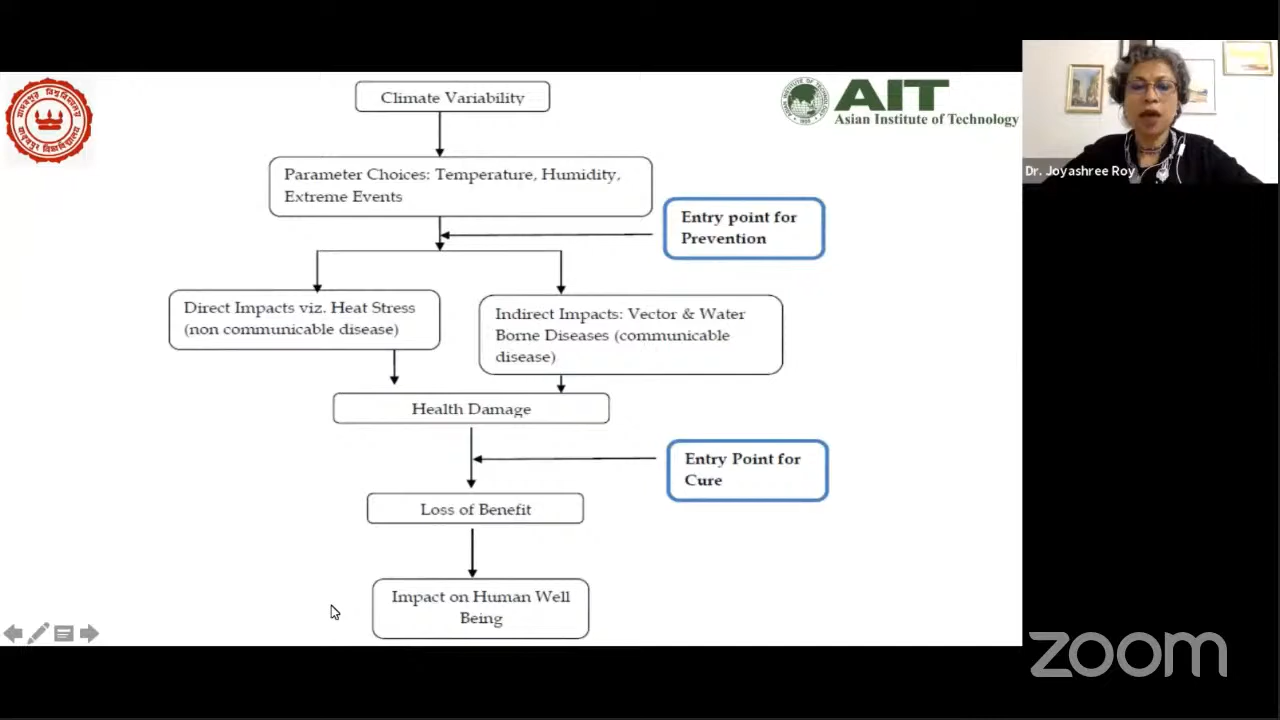 Climate Variability
AIT
Asian Institute of Technology
Parameter Choices: Temperature, Humidity,
Extreme Events
Entry point for
Prevention
Dr. Joyashree Roy
Direct Impacts viz. Heat Stress
(non communicable disease)
Indirect Impacts: Vector & Water
Borne Diseases (communicable
disease)
Health Damage
Entry Point for
Cure
Loss of Benefit
Impact on Human Well
Being
zoom